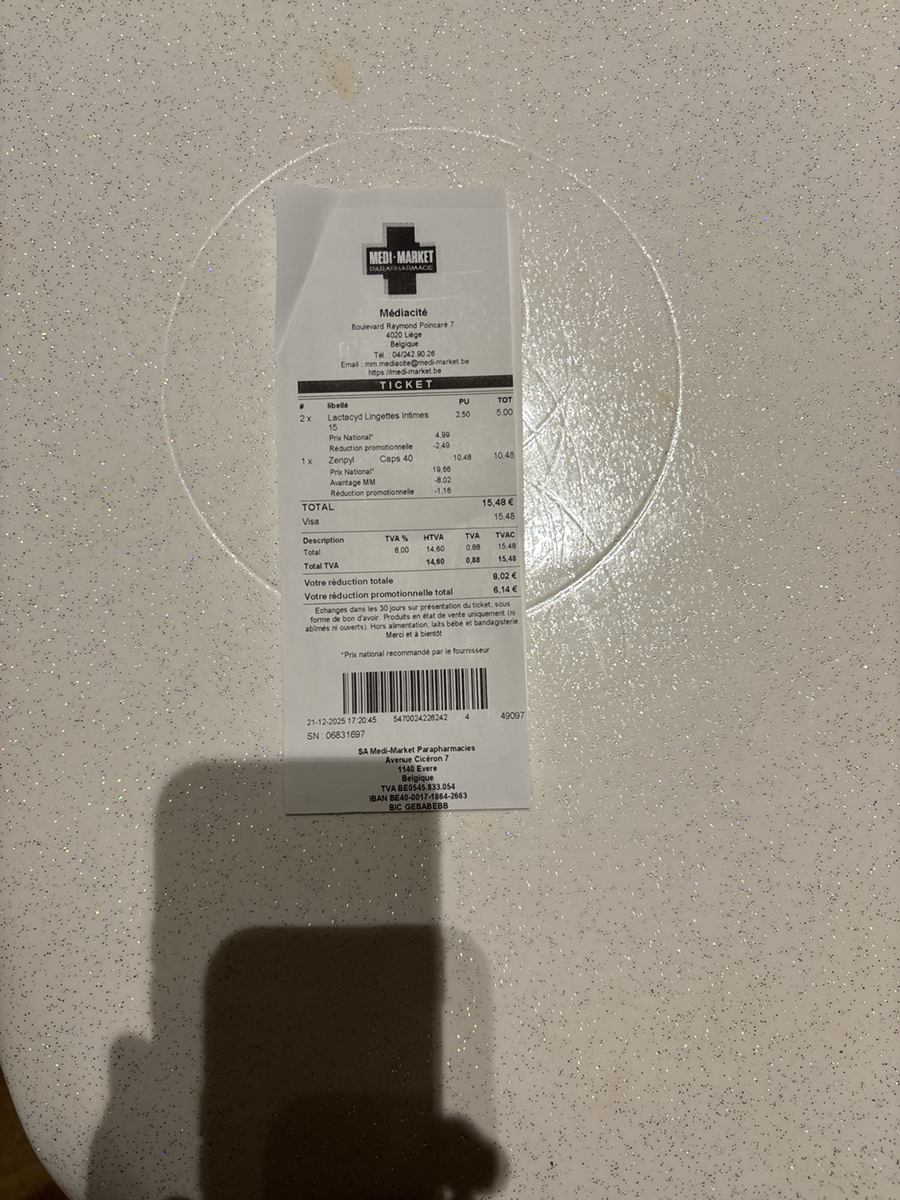 MEDI-MARKET
PARAPHARMACIE
Médiacité
Boulevard Raymond Poincaré 7
4020 Liège
Belgique
Tél. : 04/242.90.26
Email : mm.mediacite@medi-market.be
https://medi-market.be
TICKET
# libellé PU TOT
2 x Lactacyd Lingettes Intimes 2,50 5,00
15
Prix National* 4,99
Réduction promotionnelle -2,49
1 x Zenpyl Caps 40 10,48 10,48
Prix National* 19,66
Avantage MM -8,02
Réduction promotionnelle -1,16
TOTAL 15,48 €
Visa 15,48
Description TVA % HTVA TVA TVAC
Total 6,00 14,60 0,88 15,48
Total TVA 14,60 0,88 15,48
Votre réduction totale 8,02 €
Votre réduction promotionnelle total 6,14 €
Echanges dans les 30 jours sur présentation du ticket, sous
forme de bon d'avoir. Produits en état de vente uniquement (ni
abîmés ni ouverts). Hors alimentation, laits bébé et bandagisterie.
Merci et à bientôt
*Prix national recommandé par le fournisseur
21-12-2025 17:20:45 5470024226242 4 49097
SN : 06831697
SA Medi-Market Parapharmacies
Avenue Cicéron 7
1140 Evere
Belgique
TVA BE0545.833.054
IBAN BE40-0017-1864-2663
BIC GEBABEBB